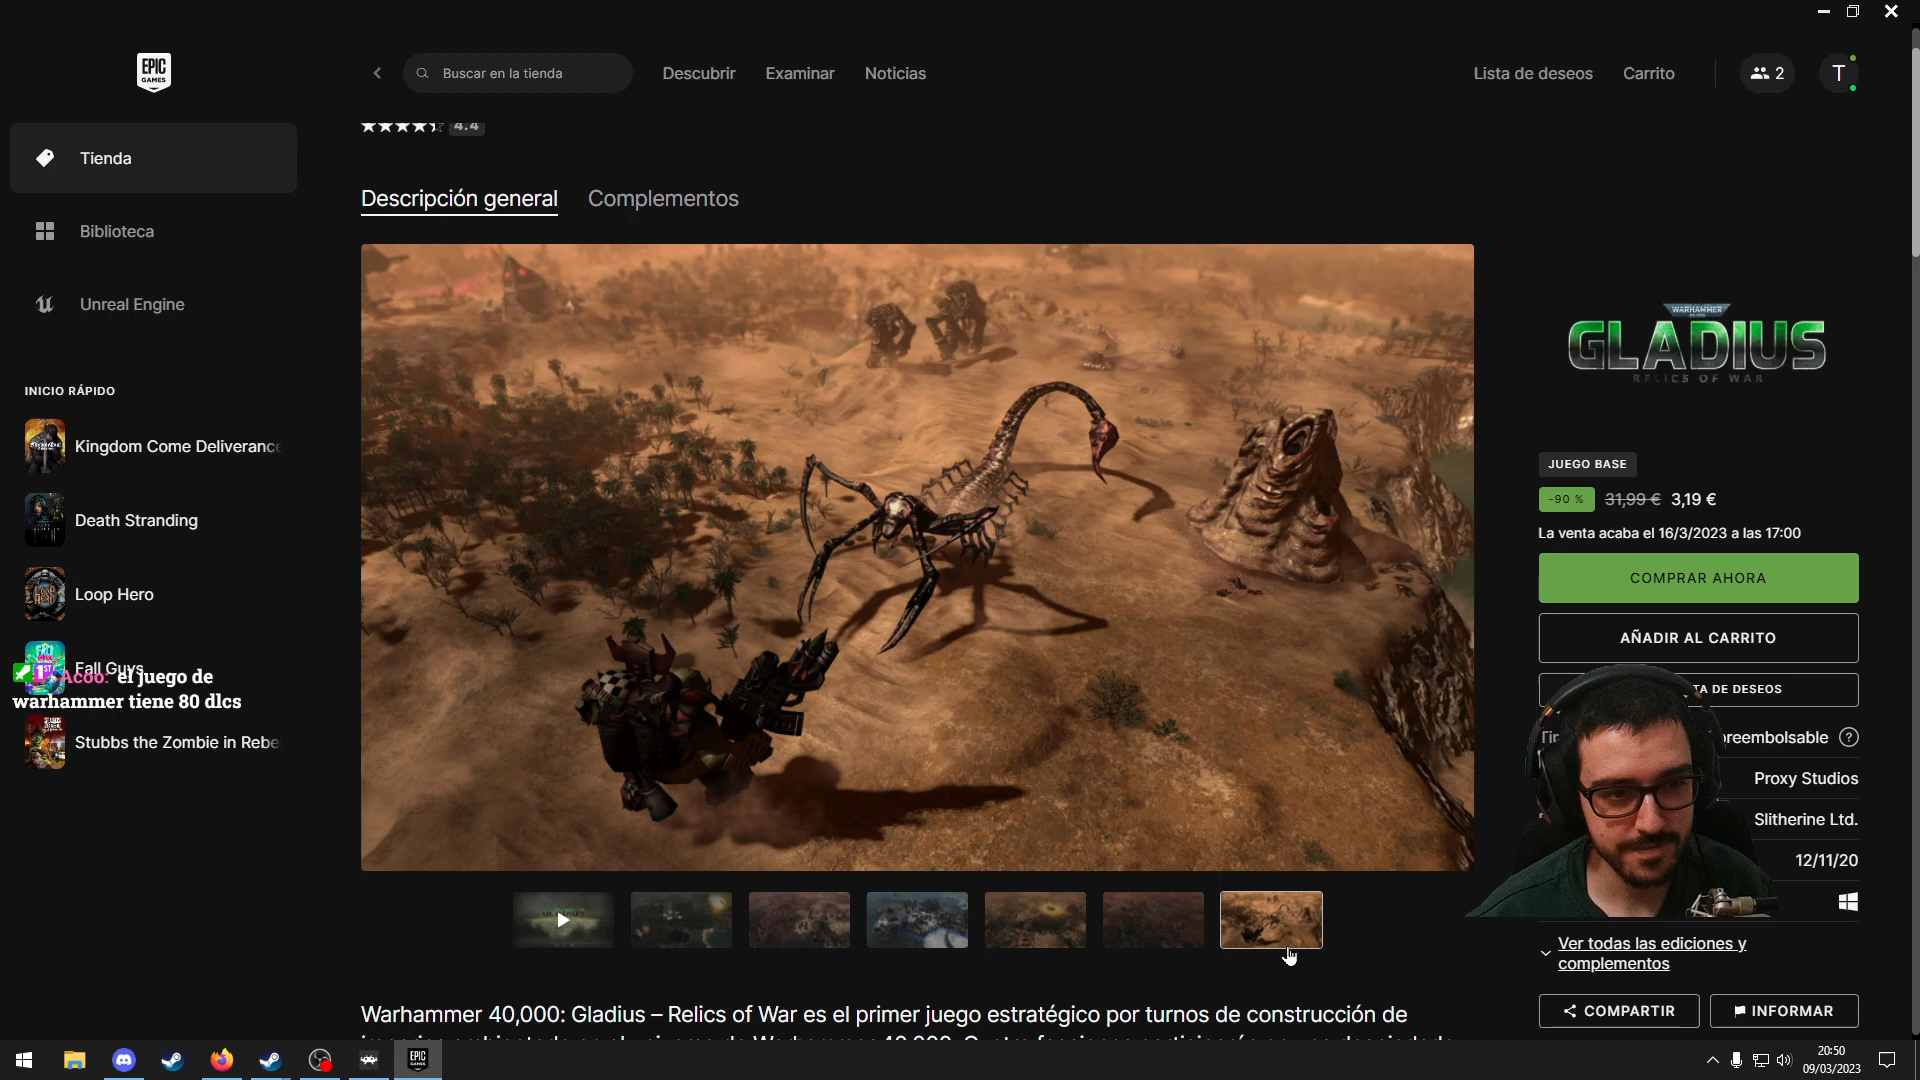 EPIC
GAMES
Buscar en la tienda
Descubrir
Examinar
Noticias
Lista de deseos
Carrito
2
T
Tienda
Biblioteca
Unreal Engine
INICIO RÁPIDO
Kingdom Come Deliverance
Death Stranding
Loop Hero
Fall Guys
Acoo: el juego de
warhammer tiene 80 dlcs
Stubbs the Zombie in Rebe
4.4
Descripción general
Complementos
WARHAMMER
GLADIUS
RELICS OF WAR
JUEGO BASE
-90 % 31,99 € 3,19 €
La venta acaba el 16/3/2023 a las 17:00
COMPRAR AHORA
AÑADIR AL CARRITO
TA DE DESEOS
preembolsable
Proxy Studios
Slitherine Ltd.
12/11/20
Ver todas las ediciones y
complementos
COMPARTIR
INFORMAR
Warhammer 40,000: Gladius – Relics of War es el primer juego estratégico por turnos de construcción de
20:50
09/03/2023